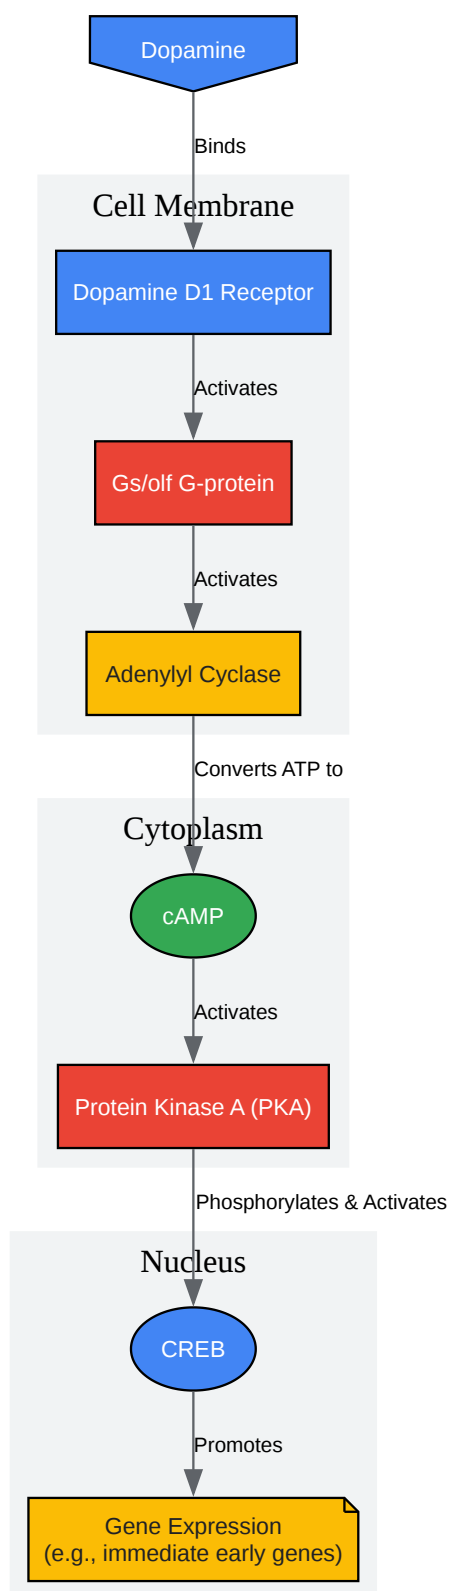 Dopamine
Binds
Cell Membrane
Dopamine D1 Receptor
Activates
Gs/olf G-protein
Activates
Adenylyl Cyclase
Converts ATP to
Cytoplasm
cAMP
Activates
Protein Kinase A (PKA)
Phosphorylates & Activates
Nucleus
CREB
Promotes
Gene Expression
(e.g., immediate early genes)